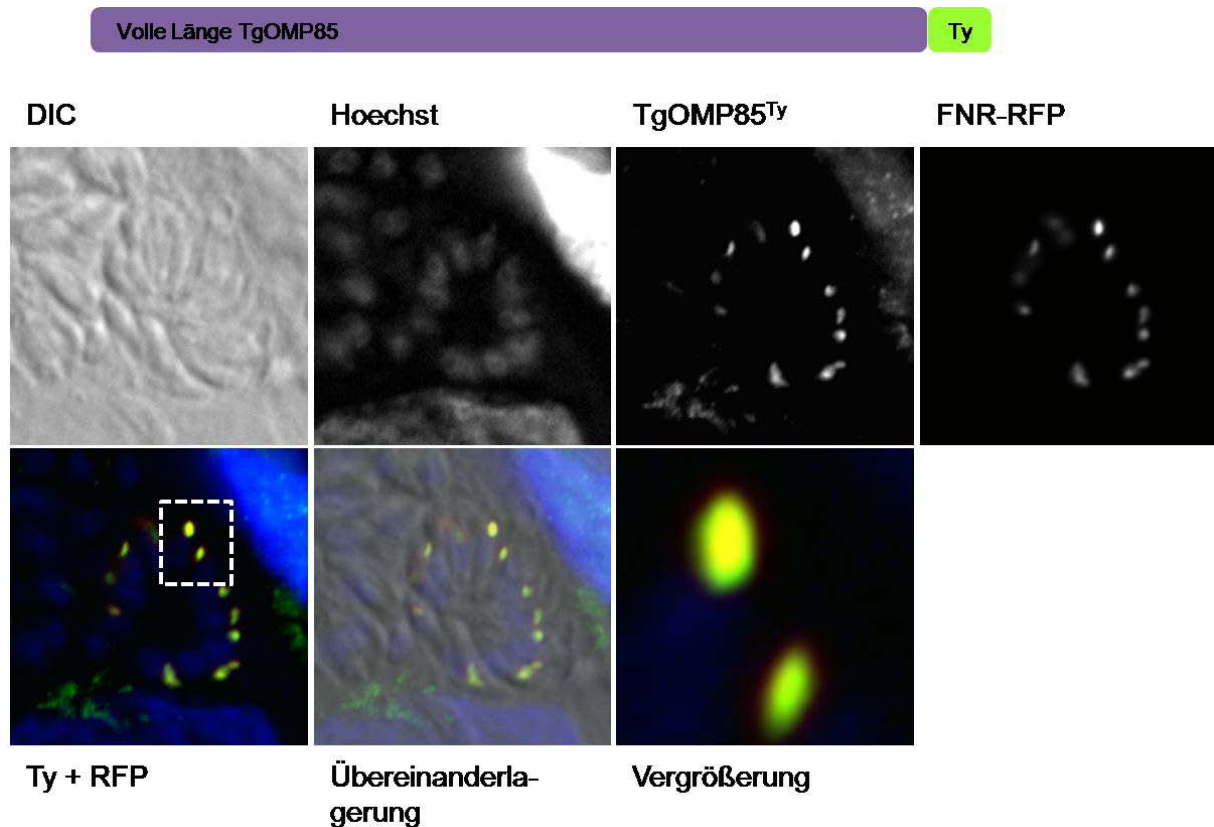 Volle Länge TgOMP85
Ty
DIC
Hoechst
TgOMP85Ty
FNR-RFP
Ty + RFP
Übereinanderla-
gerung
Vergrößerung